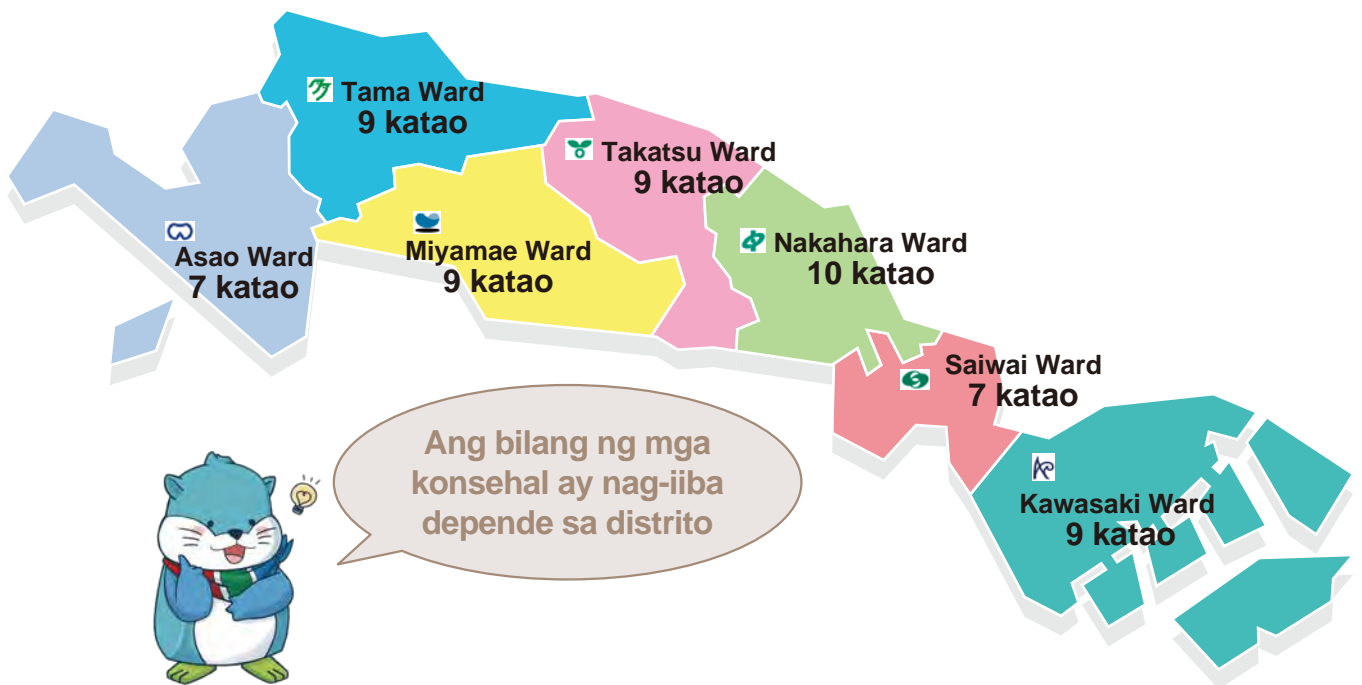 Tama Ward
9 katao
Takatsu Ward
9 katao
Nakahara Ward
10 katao
Asao Ward
7 katao
Miyamae Ward
9 katao
Saiwai Ward
7 katao
Kawasaki Ward
9 katao
Ang bilang ng mga
konsehal ay nag-iiba
depende sa distrito